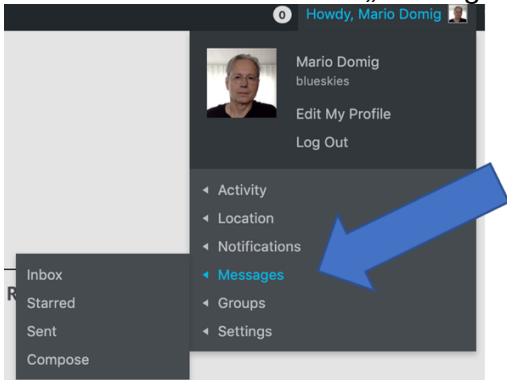 0 Howdy, Mario Domig
Mario Domig
blueskies
Edit My Profile
Log Out
Activity
Location
Notifications
Messages
Groups
Settings
Inbox
Starred
Sent
Compose
R